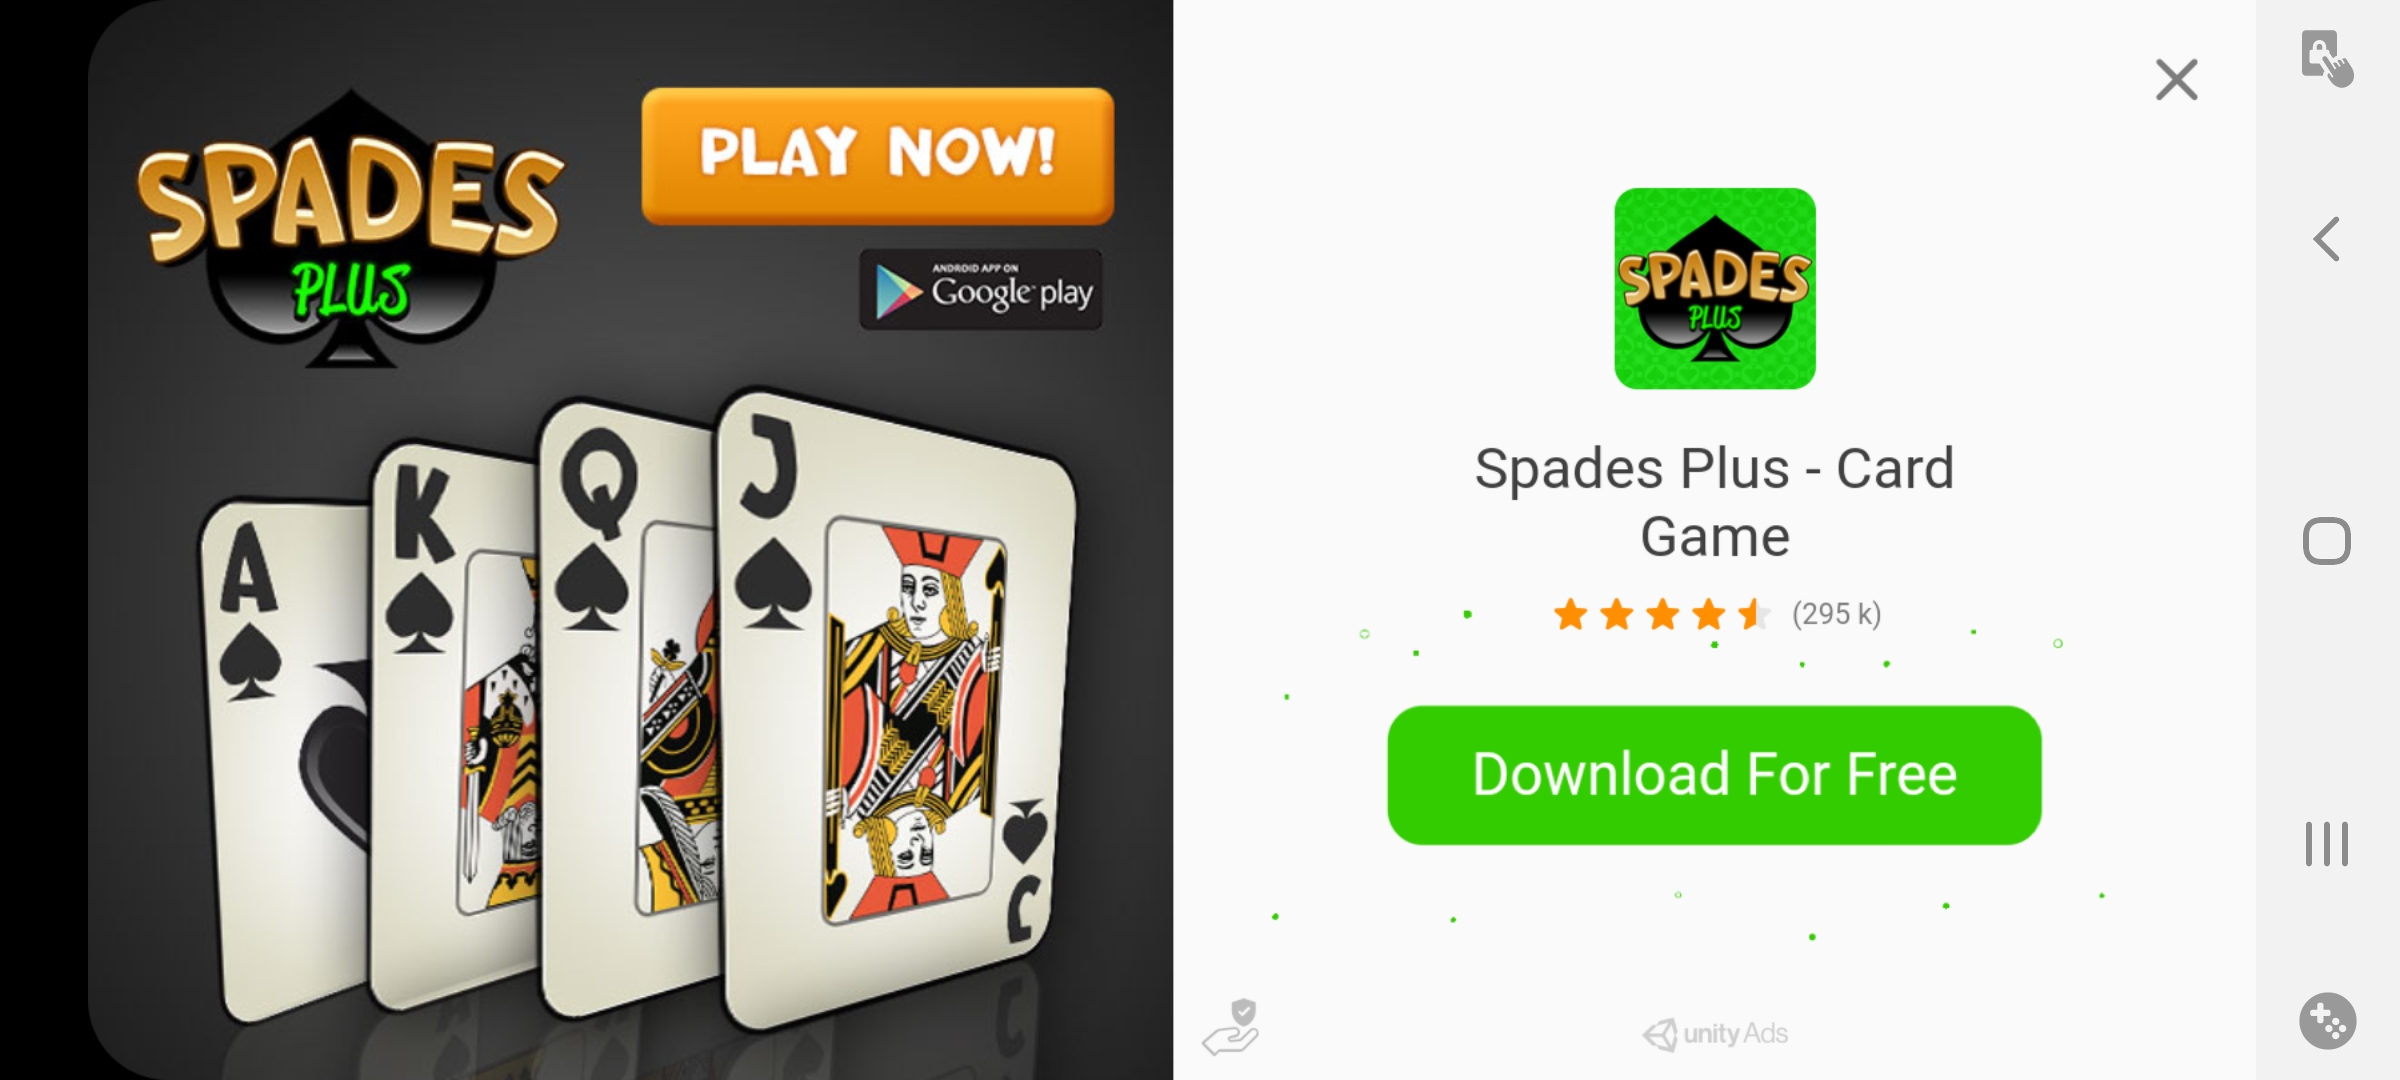 SPADES
PLUS
PLAY NOW!
ANDROID APP ON
Google play
A
K
Q
J
J
SPADES
PLUS
Spades Plus - Card
Game
(295 k)
Download For Free
unity Ads